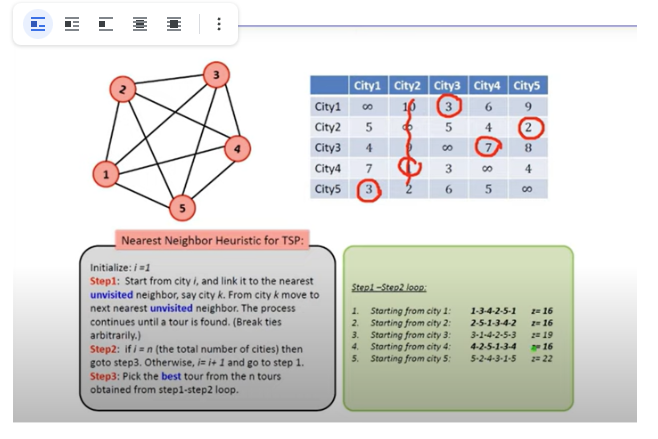 3
2
4
1
5
City1 City2 City3 City4 City5
City1 ∞ 10 3 6 9
City2 5 ∞ 5 4 2
City3 4 9 ∞ 7 8
City4 7 3 ∞ 4
City5 3 2 6 5 ∞
Nearest Neighbor Heuristic for TSP:
Initialize: i =1
Step1: Start from city i, and link it to the nearest
unvisited neighbor, say city k. From city k move to
next nearest unvisited neighbor. The process
continues until a tour is found. (Break ties
arbitrarily.)
Step2: if i = n (the total number of cities) then
goto step3. Otherwise, i= i+ 1 and go to step 1.
Step3: Pick the best tour from the n tours
obtained from step1-step2 loop.
Step1 –Step2 loop:
1. Starting from city 1: 1-3-4-2-5-1 z= 16
2. Starting from city 2: 2-5-1-3-4-2 z= 16
3. Starting from city 3: 3-1-4-2-5-3 z= 19
4. Starting from city 4: 4-2-5-1-3-4 z= 16
5. Starting from city 5: 5-2-4-3-1-5 z= 22